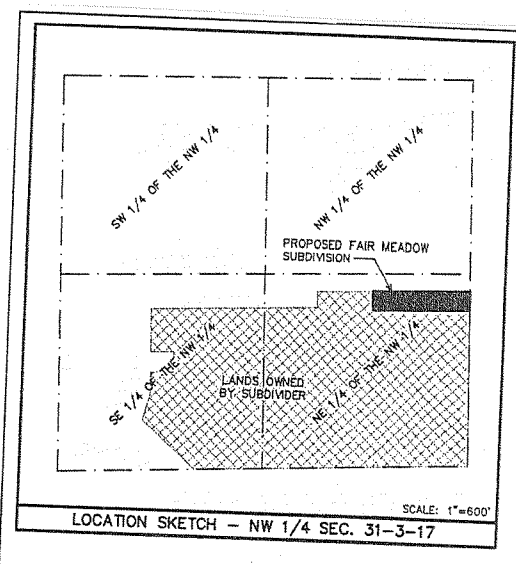 SW 1/4 OF THE NW 1/4
NW 1/4 OF THE NW 1/4
PROPOSED FAIR MEADOW
SUBDIVISION
SE 1/4 OF THE NW 1/4
LANDS OWNED
BY SUBDIVIDER
NE 1/4 OF THE NW 1/4
SCALE: 1"=600'
LOCATION SKETCH - NW 1/4 SEC. 31-3-17